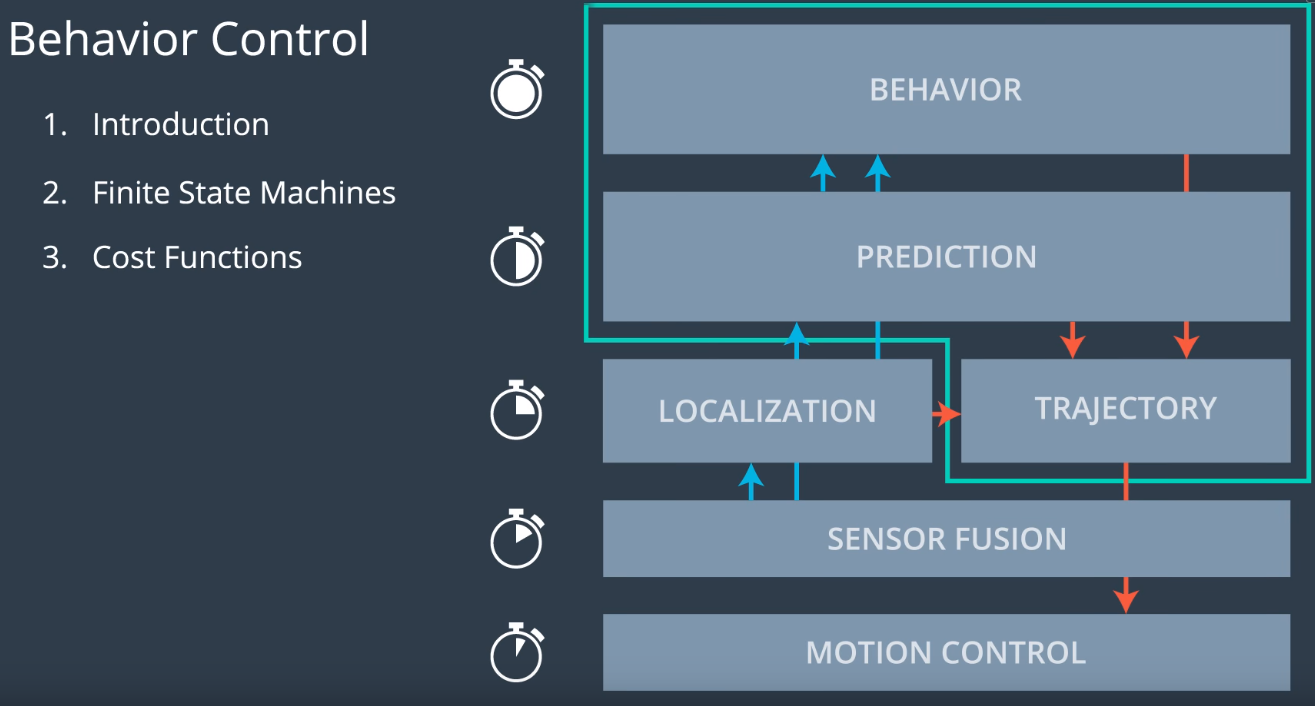 Behavior Control
1. Introduction
2. Finite State Machines
3. Cost Functions
BEHAVIOR
PREDICTION
LOCALIZATION
TRAJECTORY
SENSOR FUSION
MOTION CONTROL